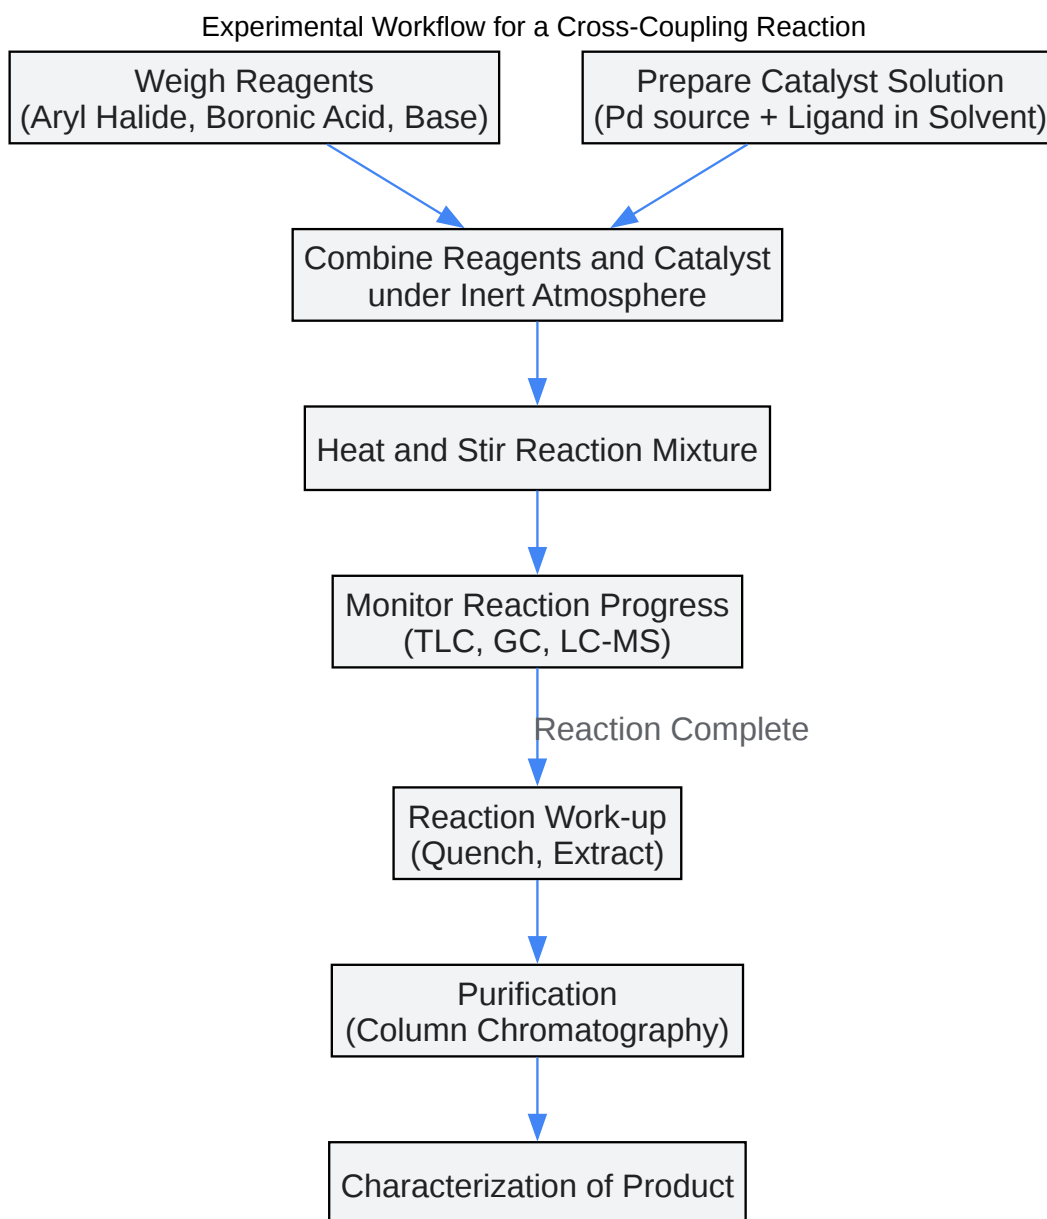 Experimental Workflow for a Cross-Coupling Reaction
Weigh Reagents
(Aryl Halide, Boronic Acid, Base)
Prepare Catalyst Solution
(Pd source + Ligand in Solvent)
Combine Reagents and Catalyst
under Inert Atmosphere
Heat and Stir Reaction Mixture
Monitor Reaction Progress
(TLC, GC, LC-MS)
Reaction Complete
Reaction Work-up
(Quench, Extract)
Purification
(Column Chromatography)
Characterization of Product